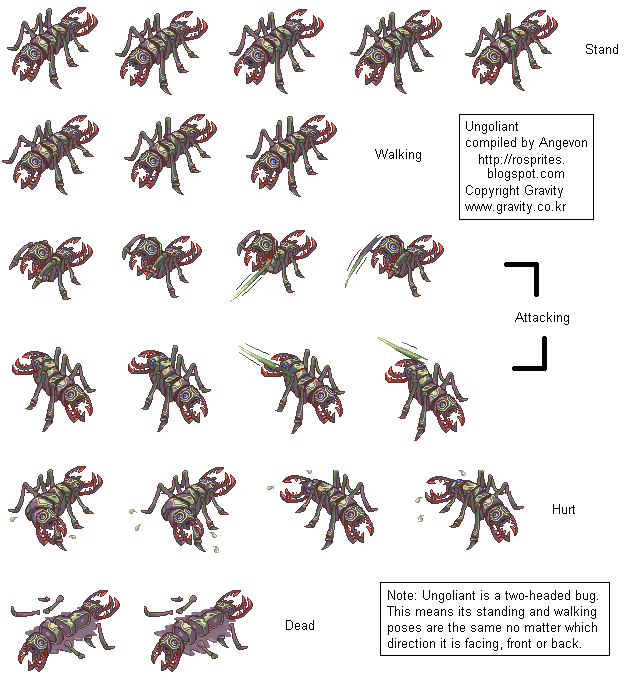 Stand
Walking
Ungoliant
compiled by Angevon
http://rosprites.
blogspot.com
Copyright Gravity
www.gravity.co.kr
Attacking
Hurt
Dead
Note: Ungoliant is a two-headed bug.
This means its standing and walking
poses are the same no matter which
direction it is facing, front or back.